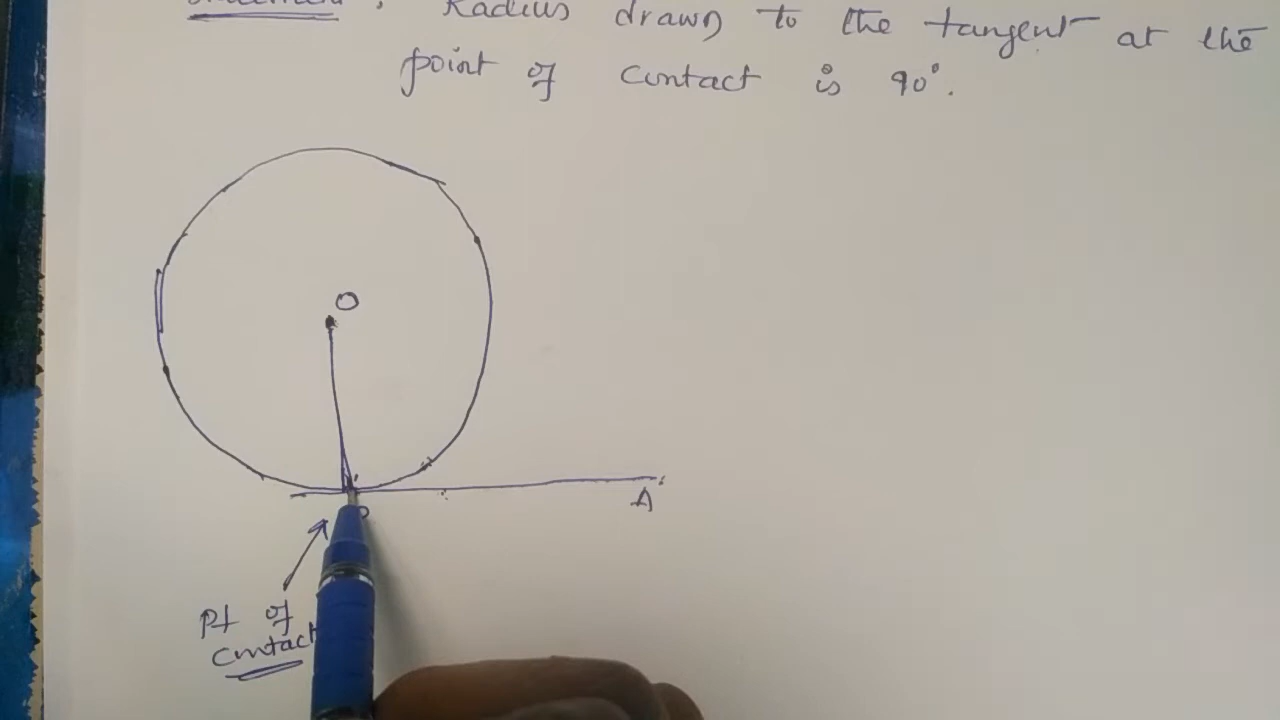 Radius drawn to the tangent at the
point of contact is 90°.
O
A
Pt of
contact